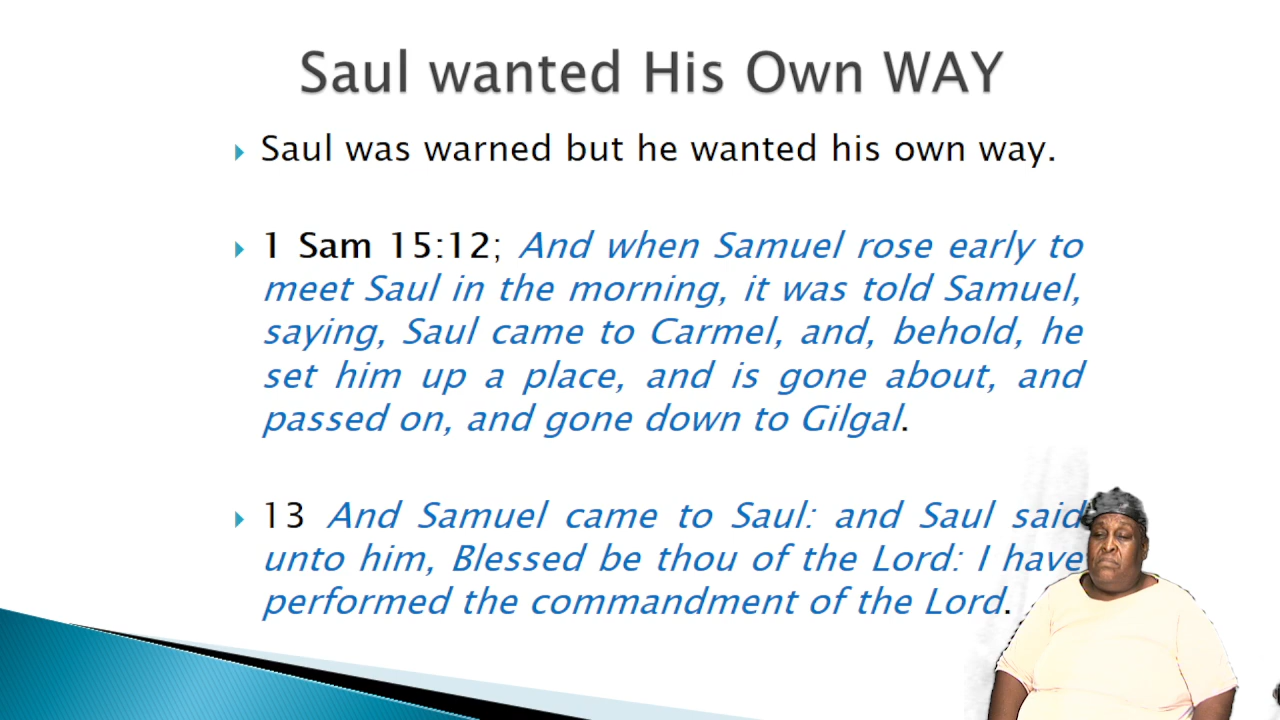 Saul wanted His Own WAY
Saul was warned but he wanted his own way.
1 Sam 15:12; And when Samuel rose early to
meet Saul in the morning, it was told Samuel,
saying, Saul came to Carmel, and, behold, he
set him up a place, and is gone about, and
passed on, and gone down to Gilgal.
13 And Samuel came to Saul: and Saul said
unto him, Blessed be thou of the Lord: I have
performed the commandment of the Lord.